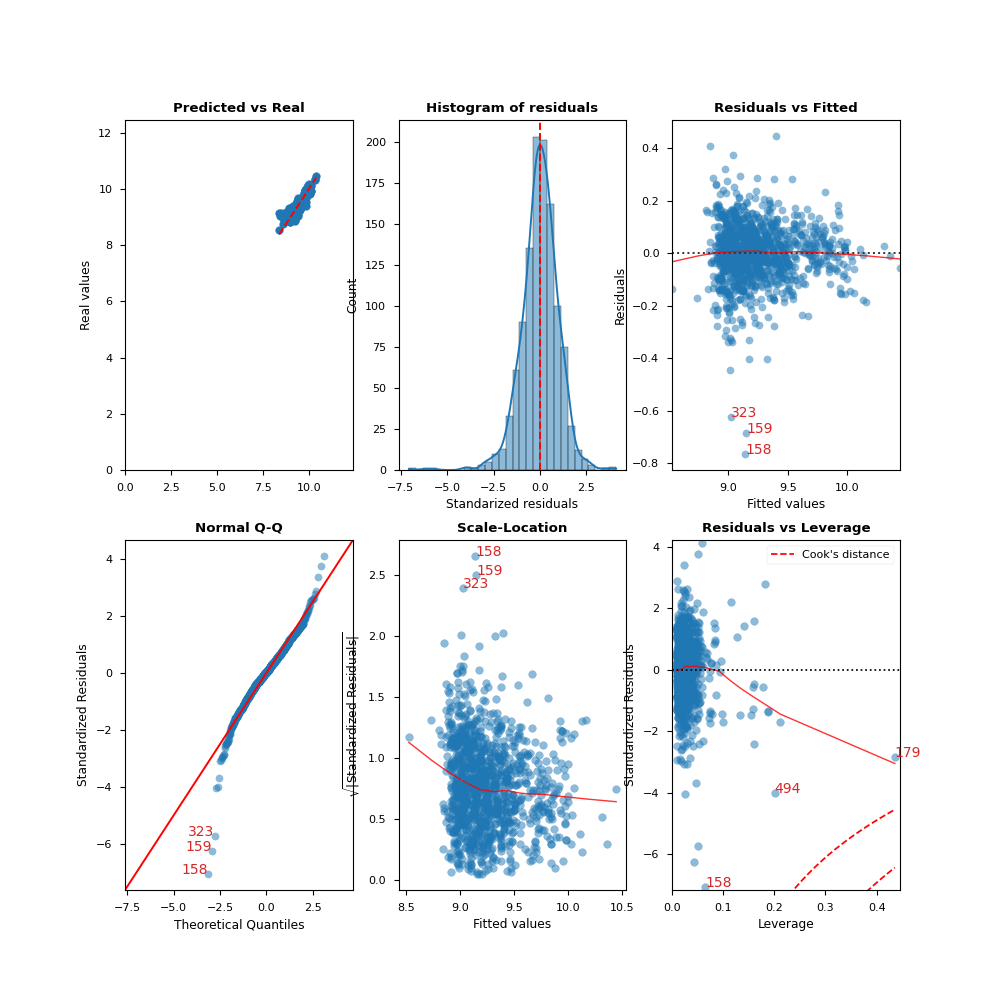 Predicted vs Real
Real values
12
10
8
6
4
2
0
0.0 2.5 5.0 7.5 10.0
Histogram of residuals
Count
200
175
150
125
100
75
50
25
0
−7.5 −5.0 −2.5 0.0 2.5
Standarized residuals
Residuals vs Fitted
Residuals
0.4
0.2
0.0
−0.2
−0.4
−0.6
−0.8
323
159
158
9.0 9.5 10.0
Fitted values
Normal Q-Q
Standardized Residuals
4
2
0
−2
−4
−6
323
159
158
−7.5 −5.0 −2.5 0.0 2.5
Theoretical Quantiles
Scale-Location
√|Standardized Residuals|
2.5
2.0
1.5
1.0
0.5
0.0
158
159
323
8.5 9.0 9.5 10.0 10.5
Fitted values
Residuals vs Leverage
Standardized Residuals
4
2
0
−2
−4
−6
Cook's distance
179
494
158
0.0 0.1 0.2 0.3 0.4
Leverage